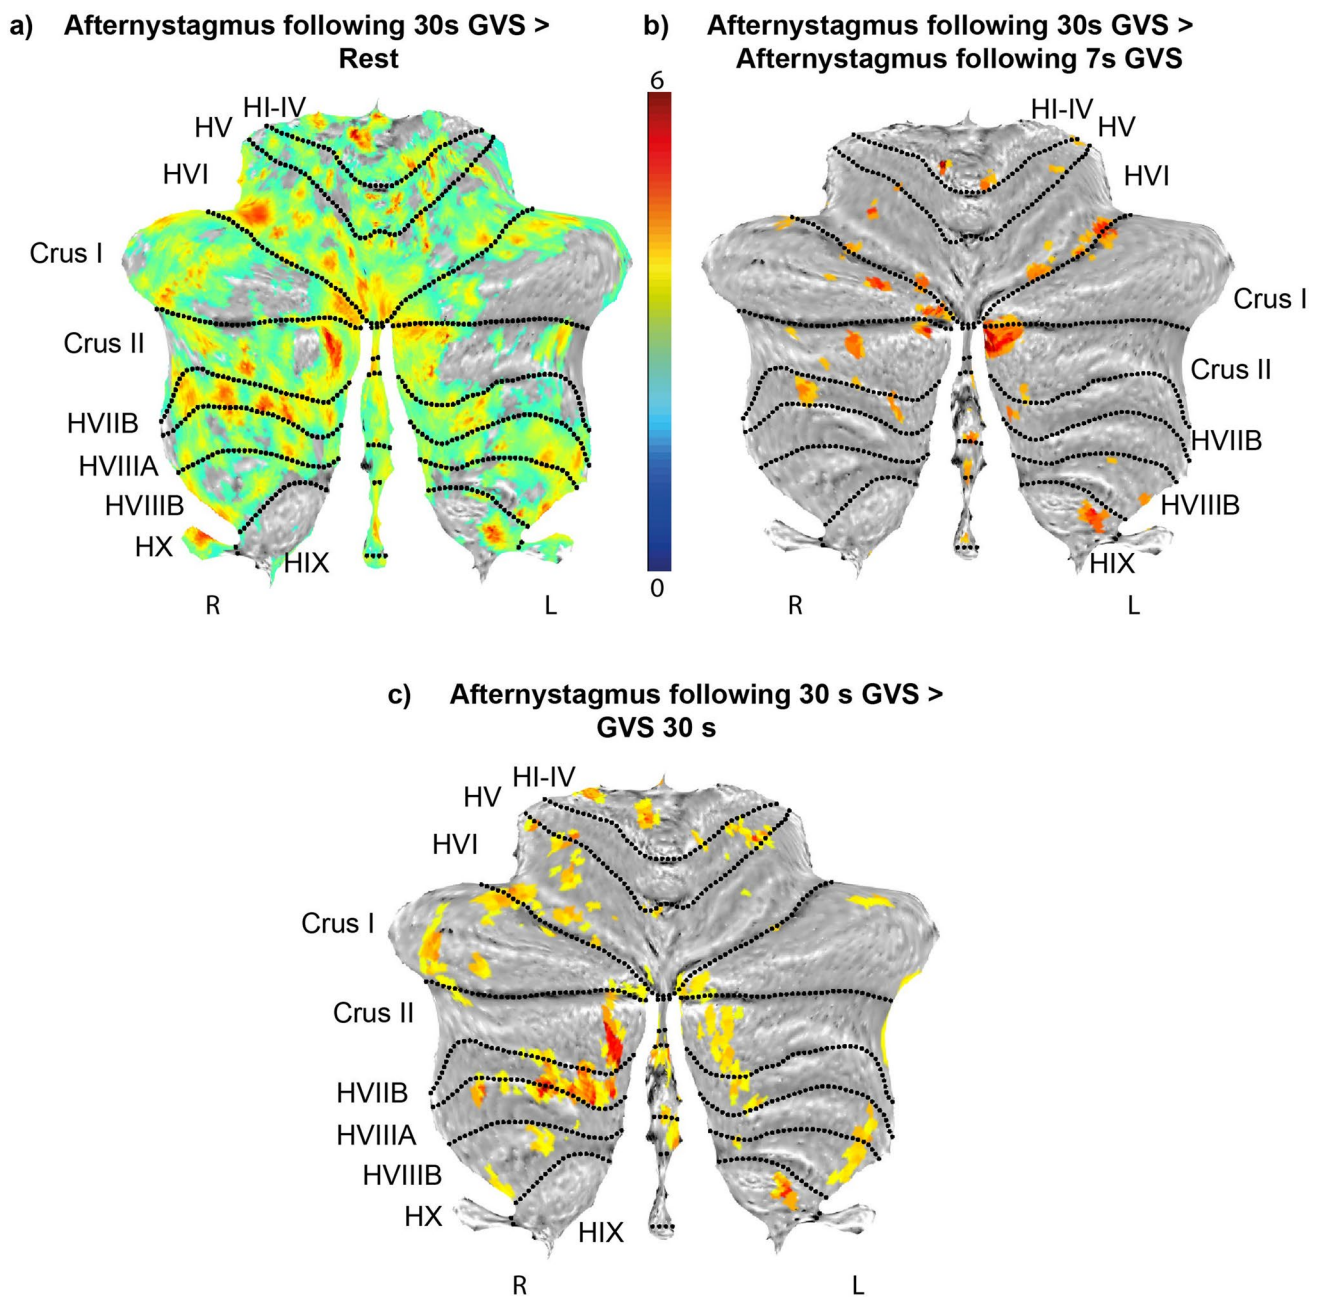 a) Afternystagmus following 30s GVS >
Rest
HI-IV
HV
HVI
Crus I
Crus II
HVIIB
HVIIIA
HVIIIB
HX
HIX
R
L
6
0
b) Afternystagmus following 30s GVS >
Afternystagmus following 7s GVS
HI-IV
HV
HVI
Crus I
Crus II
HVIIB
HVIIIB
HIX
R
L
c) Afternystagmus following 30 s GVS >
GVS 30 s
HI-IV
HV
HVI
Crus I
Crus II
HVIIB
HVIIIA
HVIIIB
HX
HIX
R
L